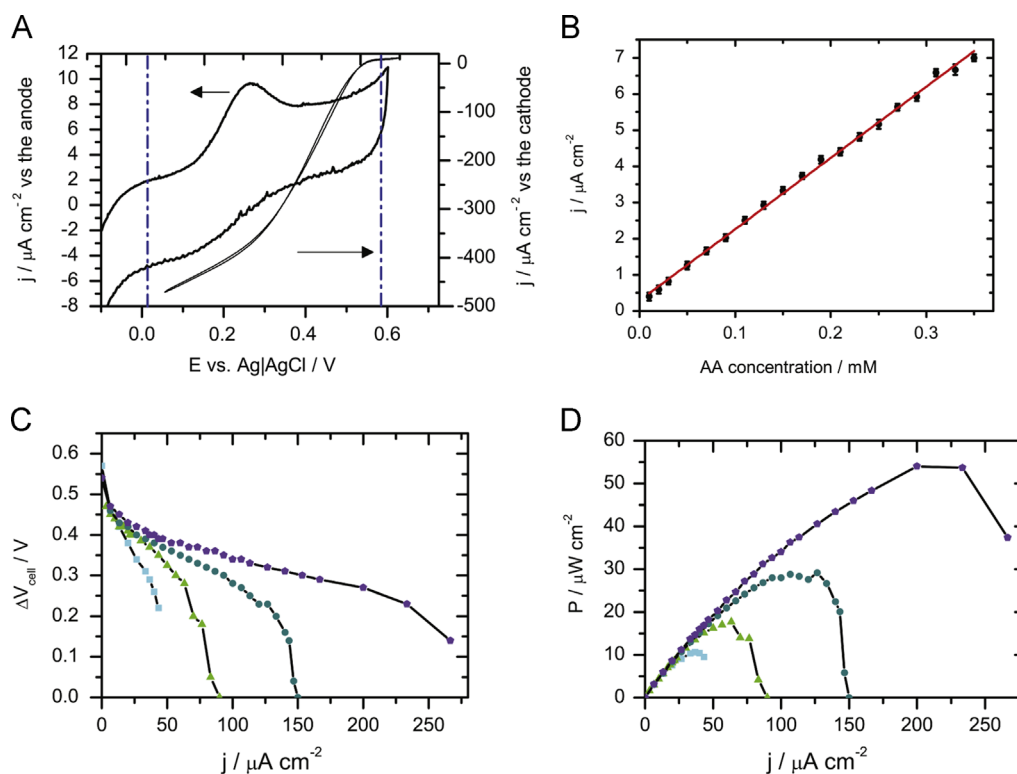 A
12
10
8
6
4
2
0
-2
-4
-6
-8
j / μA cm-2 vs the anode
0
-100
-200
-300
-400
-500
j / μA cm-2 vs the cathode
0.0 0.2 0.4 0.6
E vs. Ag|AgCl / V
B
7
6
5
4
3
2
1
0
j / μA cm-2
0.0 0.1 0.2 0.3
AA concentration / mM
C
0.6
0.5
0.4
0.3
0.2
0.1
0.0
ΔVcell / V
0 50 100 150 200 250
j / μA cm-2
D
60
50
40
30
20
10
0
P / μW cm-2
0 50 100 150 200 250
j / μA cm-2